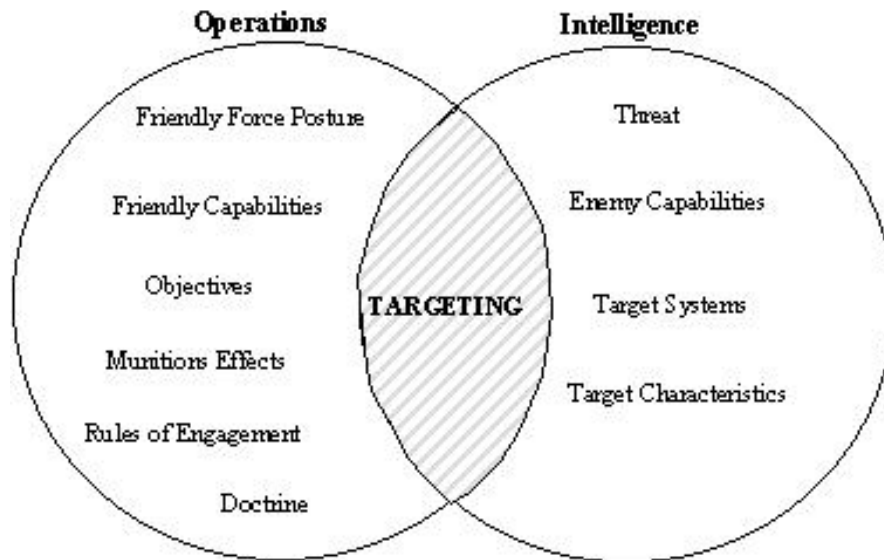 Operations
Intelligence
Friendly Force Posture
Threat
Friendly Capabilities
Enemy Capabilities
Objectives
TARGETING
Target Systems
Munitions Effects
Target Characteristics
Rules of Engagement
Doctrine